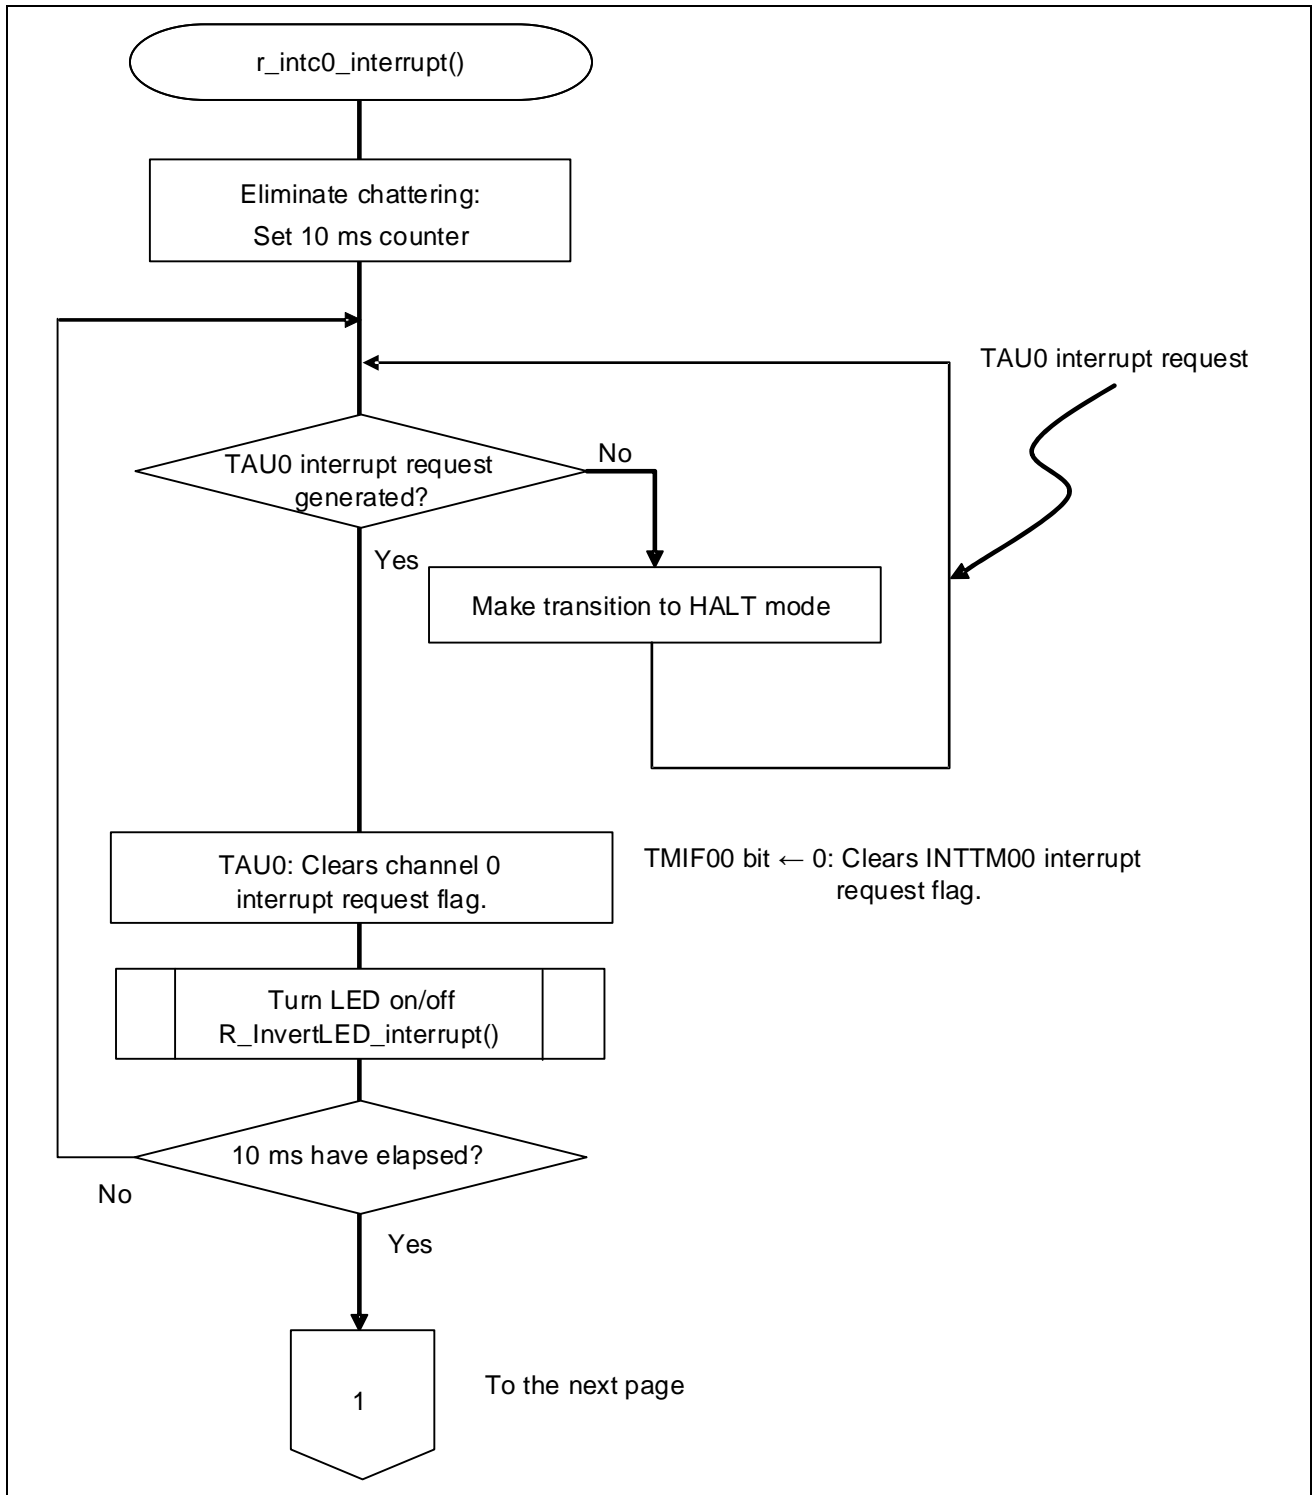 r_intc0_interrupt()
Eliminate chattering:
Set 10 ms counter
TAU0 interrupt request
TAU0 interrupt request
generated?
No
Yes
Make transition to HALT mode
TAU0: Clears channel 0
interrupt request flag.
TMIF00 bit ← 0: Clears INTTM00 interrupt
request flag.
Turn LED on/off
R_InvertLED_interrupt()
10 ms have elapsed?
No
Yes
1
To the next page